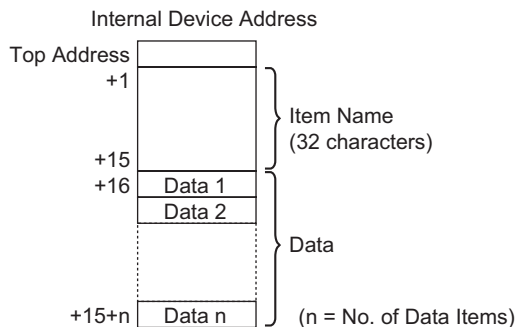 Internal Device Address
Top Address
+1
Item Name
(32 characters)
+15
+16 Data 1
Data 2
Data
+15+n Data n (n = No. of Data Items)